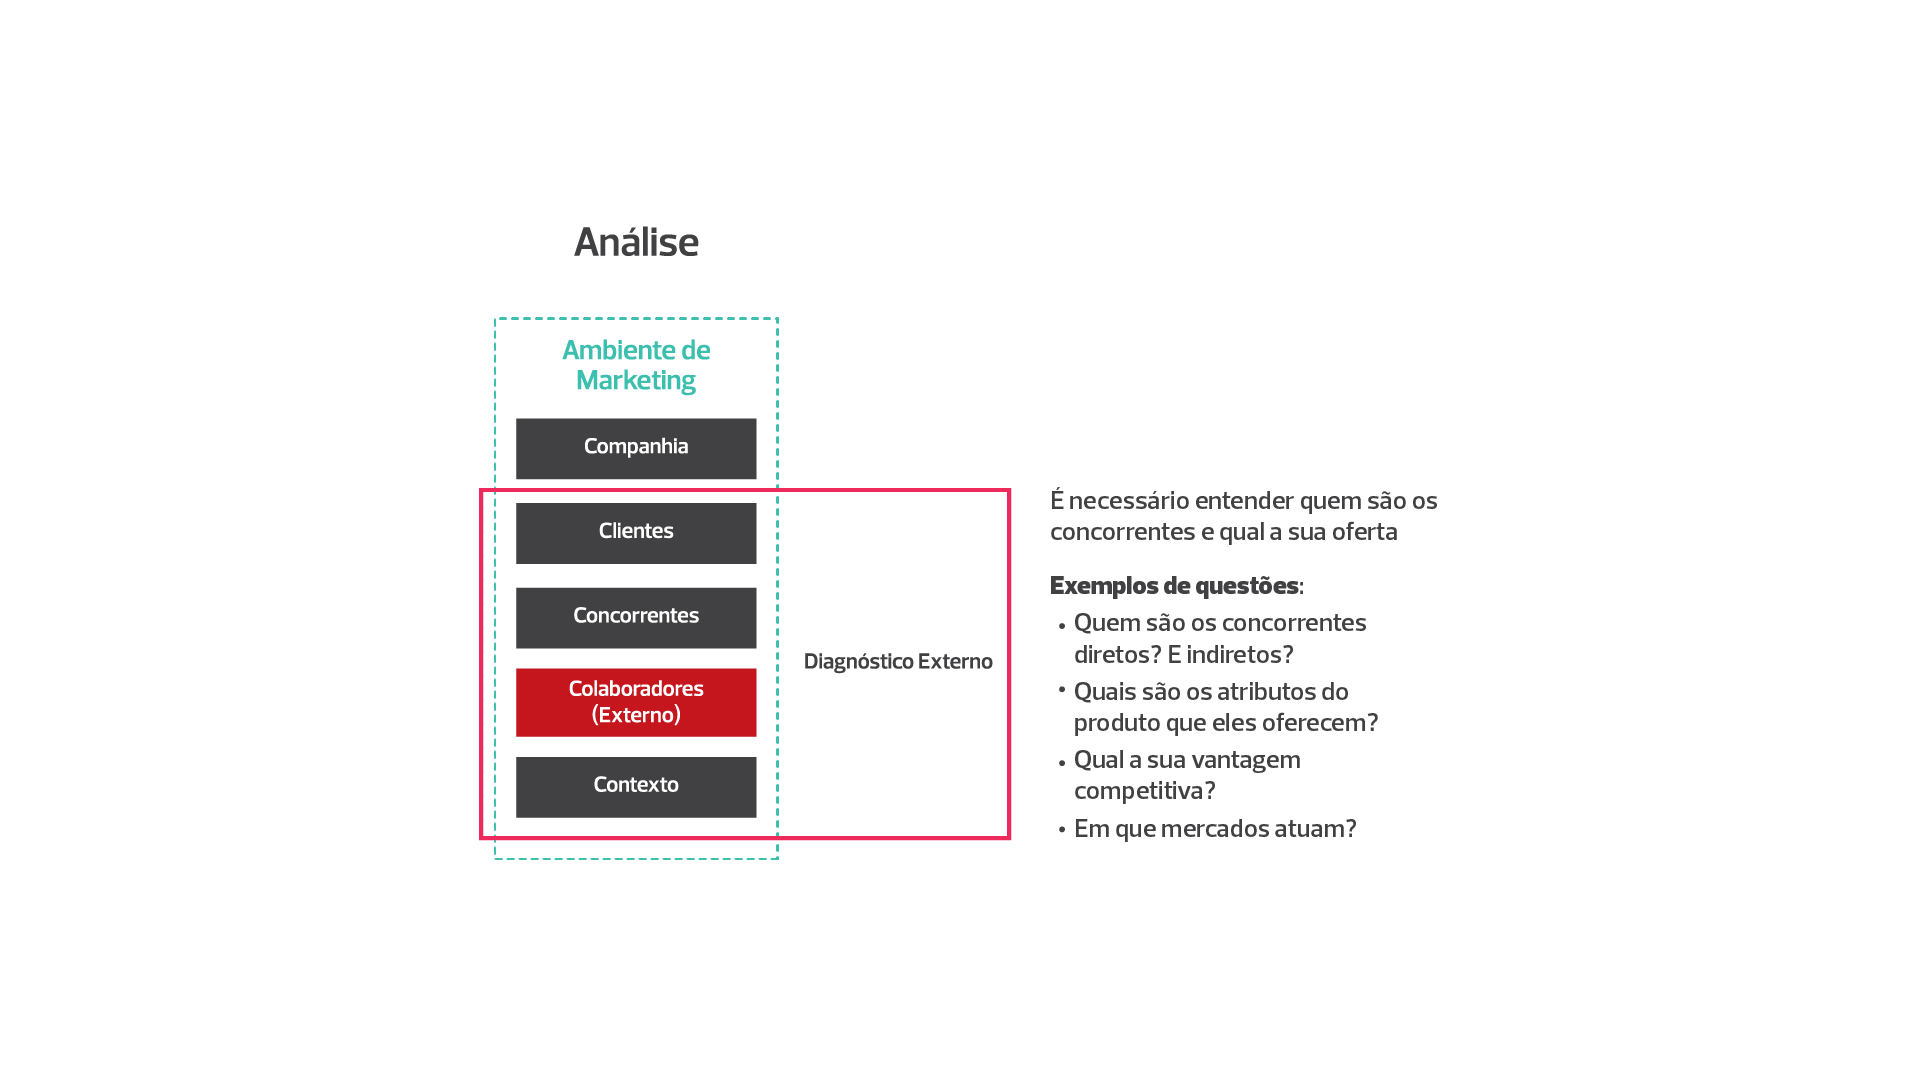 Análise
Ambiente de
Marketing
Companhia
Clientes
Concorrentes
Colaboradores
(Externo)
Contexto
Diagnóstico Externo
É necessário entender quem são os
concorrentes e qual a sua oferta
Exemplos de questões:
• Quem são os concorrentes
diretos? E indiretos?
• Quais são os atributos do
produto que eles oferecem?
• Qual a sua vantagem
competitiva?
• Em que mercados atuam?